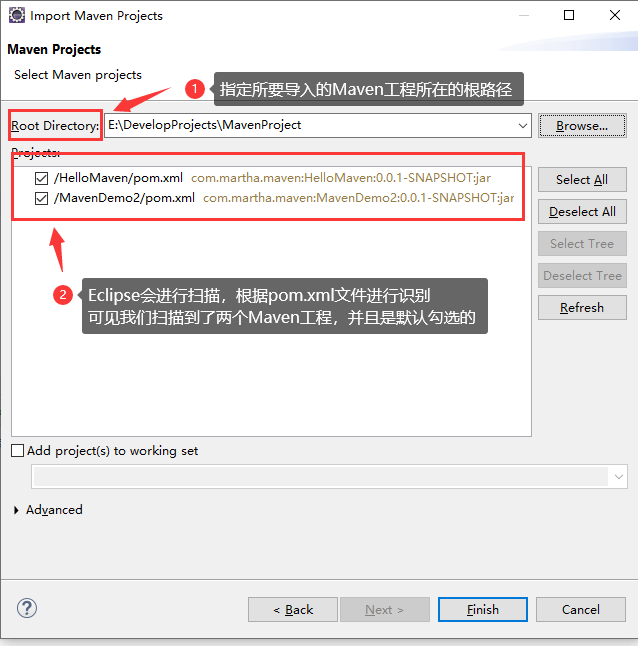 Import Maven Projects
Maven Projects
Select Maven projects
1 指定所要导入的Maven工程所在的根路径
Root Directory: E:\DevelopProjects\MavenProject Browse...
Projects:
/HelloMaven/pom.xml com.martha.maven:HelloMaven:0.0.1-SNAPSHOT:jar
/MavenDemo2/pom.xml com.martha.maven:MavenDemo2:0.0.1-SNAPSHOT:jar
Select All
Deselect All
Select Tree
Deselect Tree
Refresh
2 Eclipse会进行扫描，根据pom.xml文件进行识别
可见我们扫描到了两个Maven工程，并且是默认勾选的
Add project(s) to working set
Advanced
? < Back Next > Finish Cancel